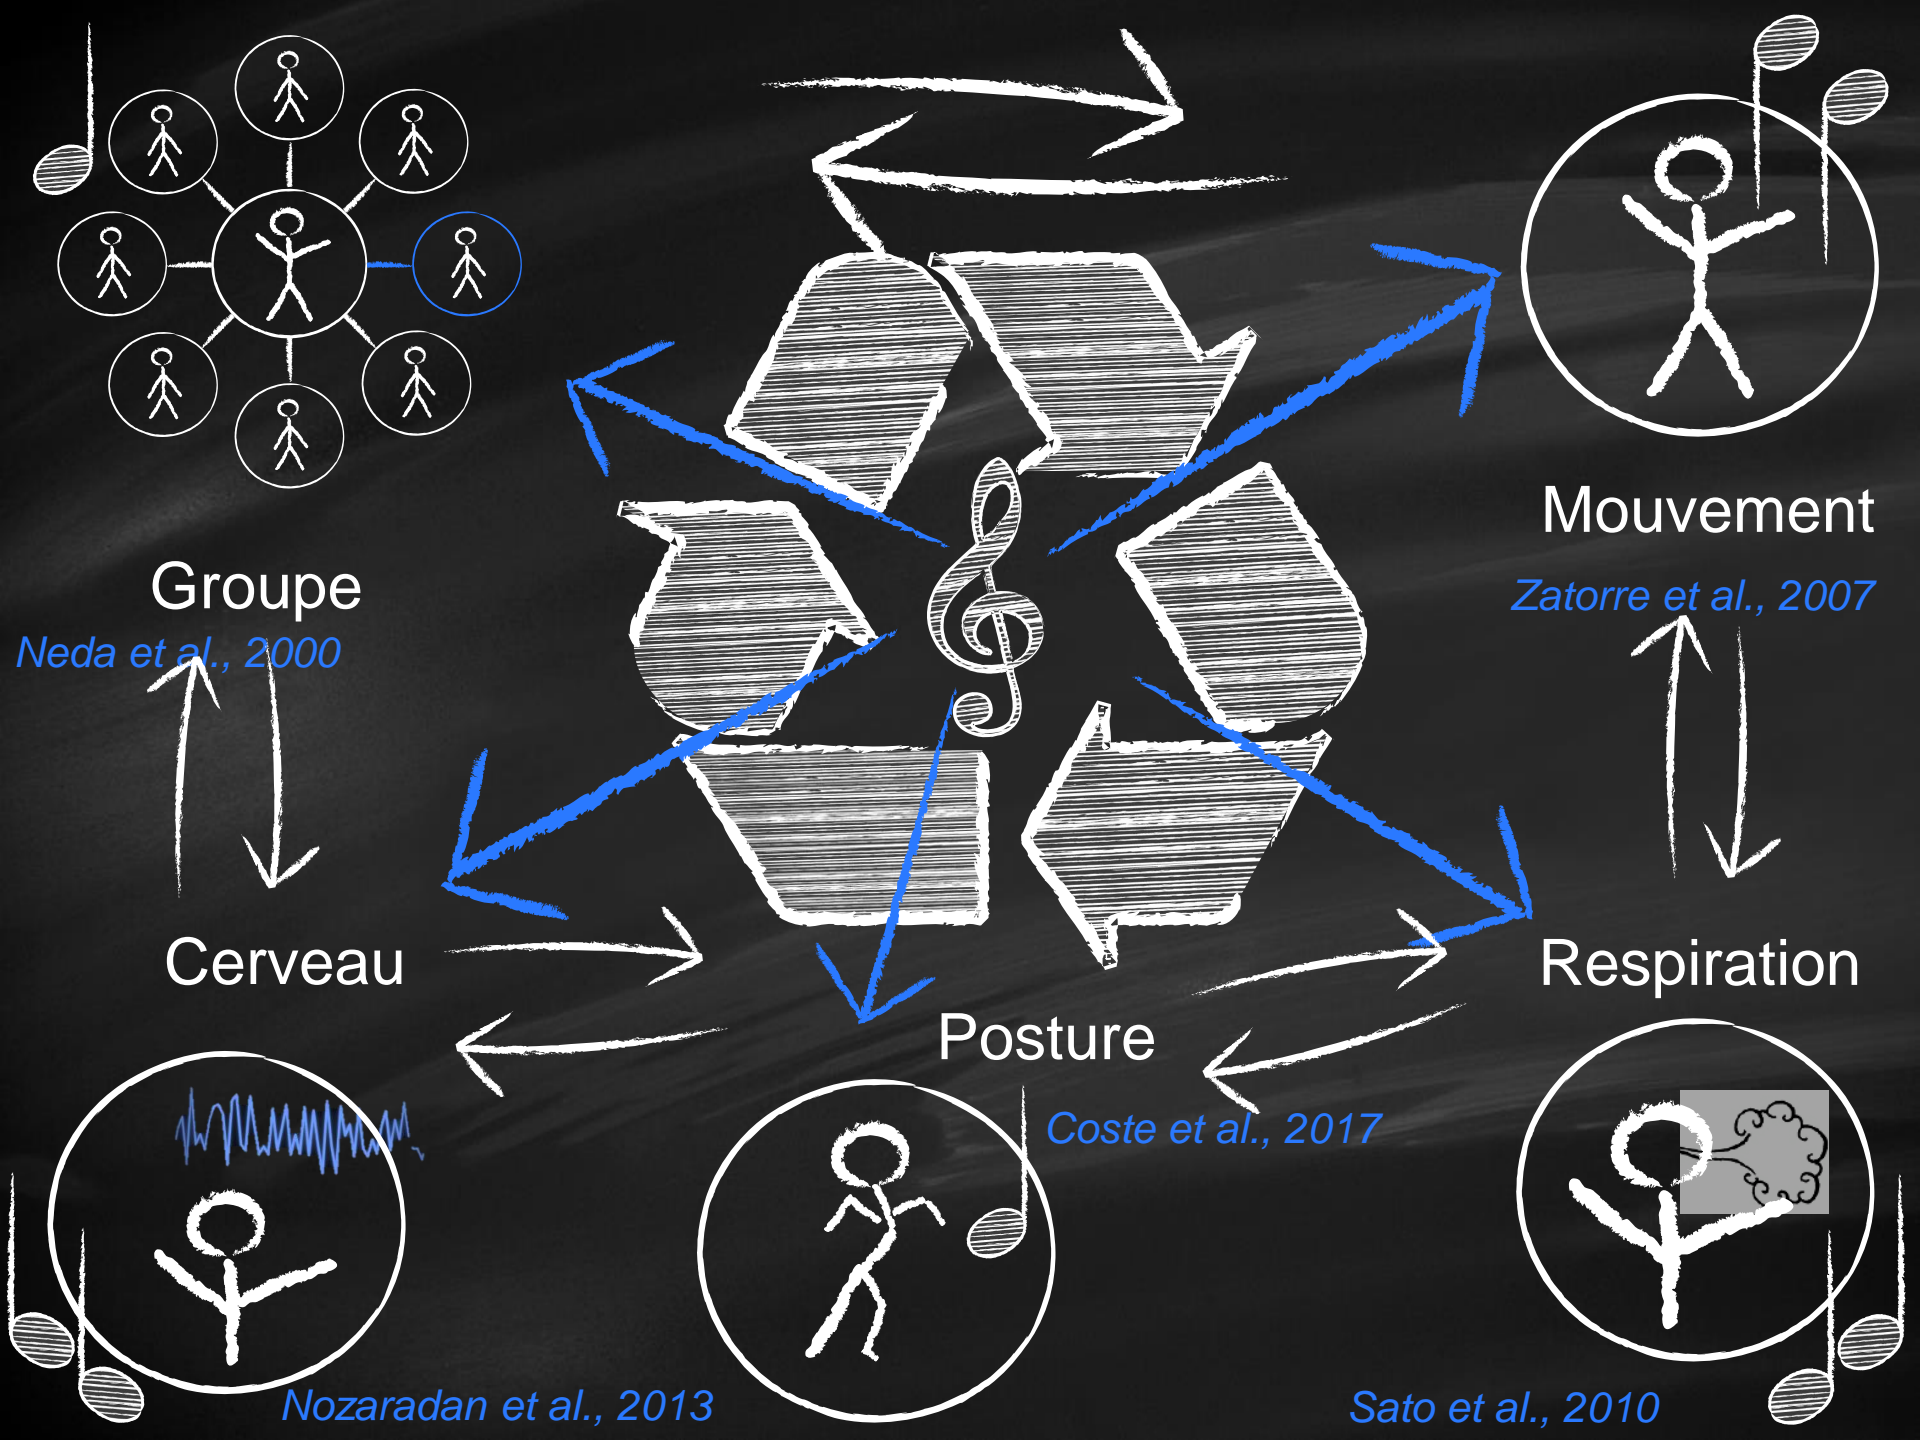 Mouvement
Zatorre et al., 2007
Groupe
Neda et al., 2000
Cerveau
Respiration
Posture
Coste et al., 2017
Nozaradan et al., 2013
Sato et al., 2010